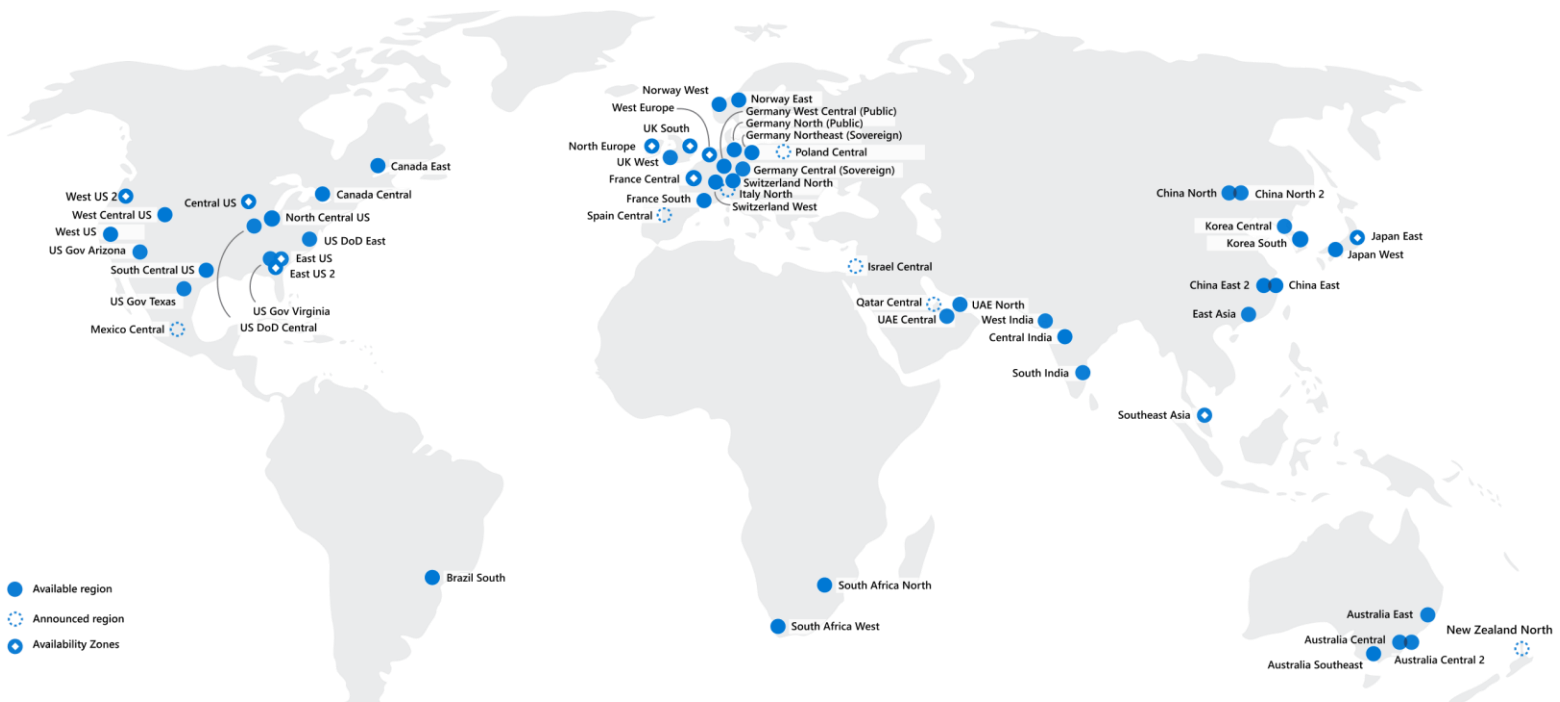 Norway West
Norway East
West Europe
Germany West Central (Public)
Germany North (Public)
UK South
Germany Northeast (Sovereign)
North Europe
Poland Central
UK West
Canada East
Germany Central (Sovereign)
France Central
Switzerland North
Italy North
France South
Switzerland West
Spain Central
West US 2
Central US
Canada Central
West Central US
North Central US
West US
US DoD East
US Gov Arizona
East US
South Central US
East US 2
US Gov Texas
US Gov Virginia
US DoD Central
Mexico Central
China North
China North 2
Korea Central
Korea South
Japan East
Japan West
Israel Central
China East 2
China East
Qatar Central
UAE North
UAE Central
West India
East Asia
Central India
South India
Southeast Asia
Brazil South
South Africa North
South Africa West
Australia East
New Zealand North
Australia Central
Australia Central 2
Australia Southeast
Available region
Announced region
Availability Zones